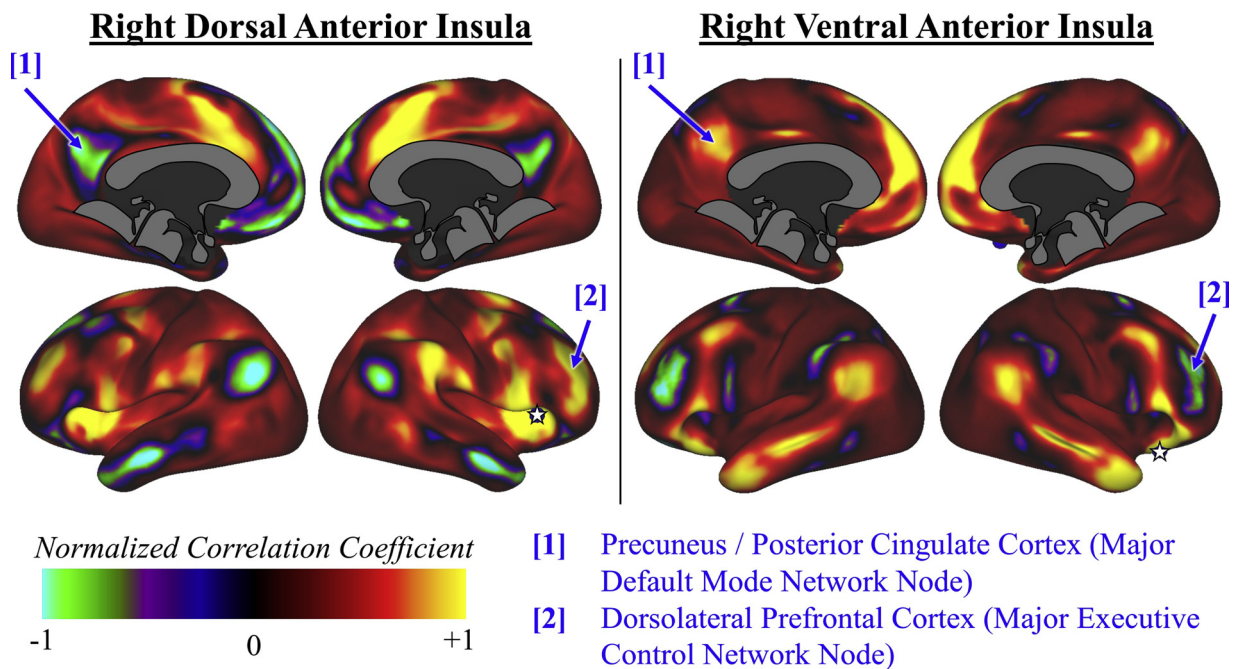 Right Dorsal Anterior Insula
Right Ventral Anterior Insula
[1]
[1]
[2]
[2]
Normalized Correlation Coefficient
-1
0
+1
[1] Precuneus / Posterior Cingulate Cortex (Major
Default Mode Network Node)
[2] Dorsolateral Prefrontal Cortex (Major Executive
Control Network Node)